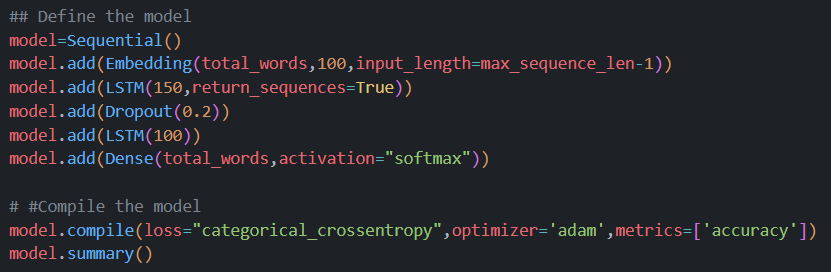 ## Define the model
model=Sequential()
model.add(Embedding(total_words,100,input_length=max_sequence_len-1))
model.add(LSTM(150,return_sequences=True))
model.add(Dropout(0.2))
model.add(LSTM(100))
model.add(Dense(total_words,activation="softmax"))
# #Compile the model
model.compile(loss="categorical_crossentropy",optimizer='adam',metrics=['accuracy'])
model.summary()